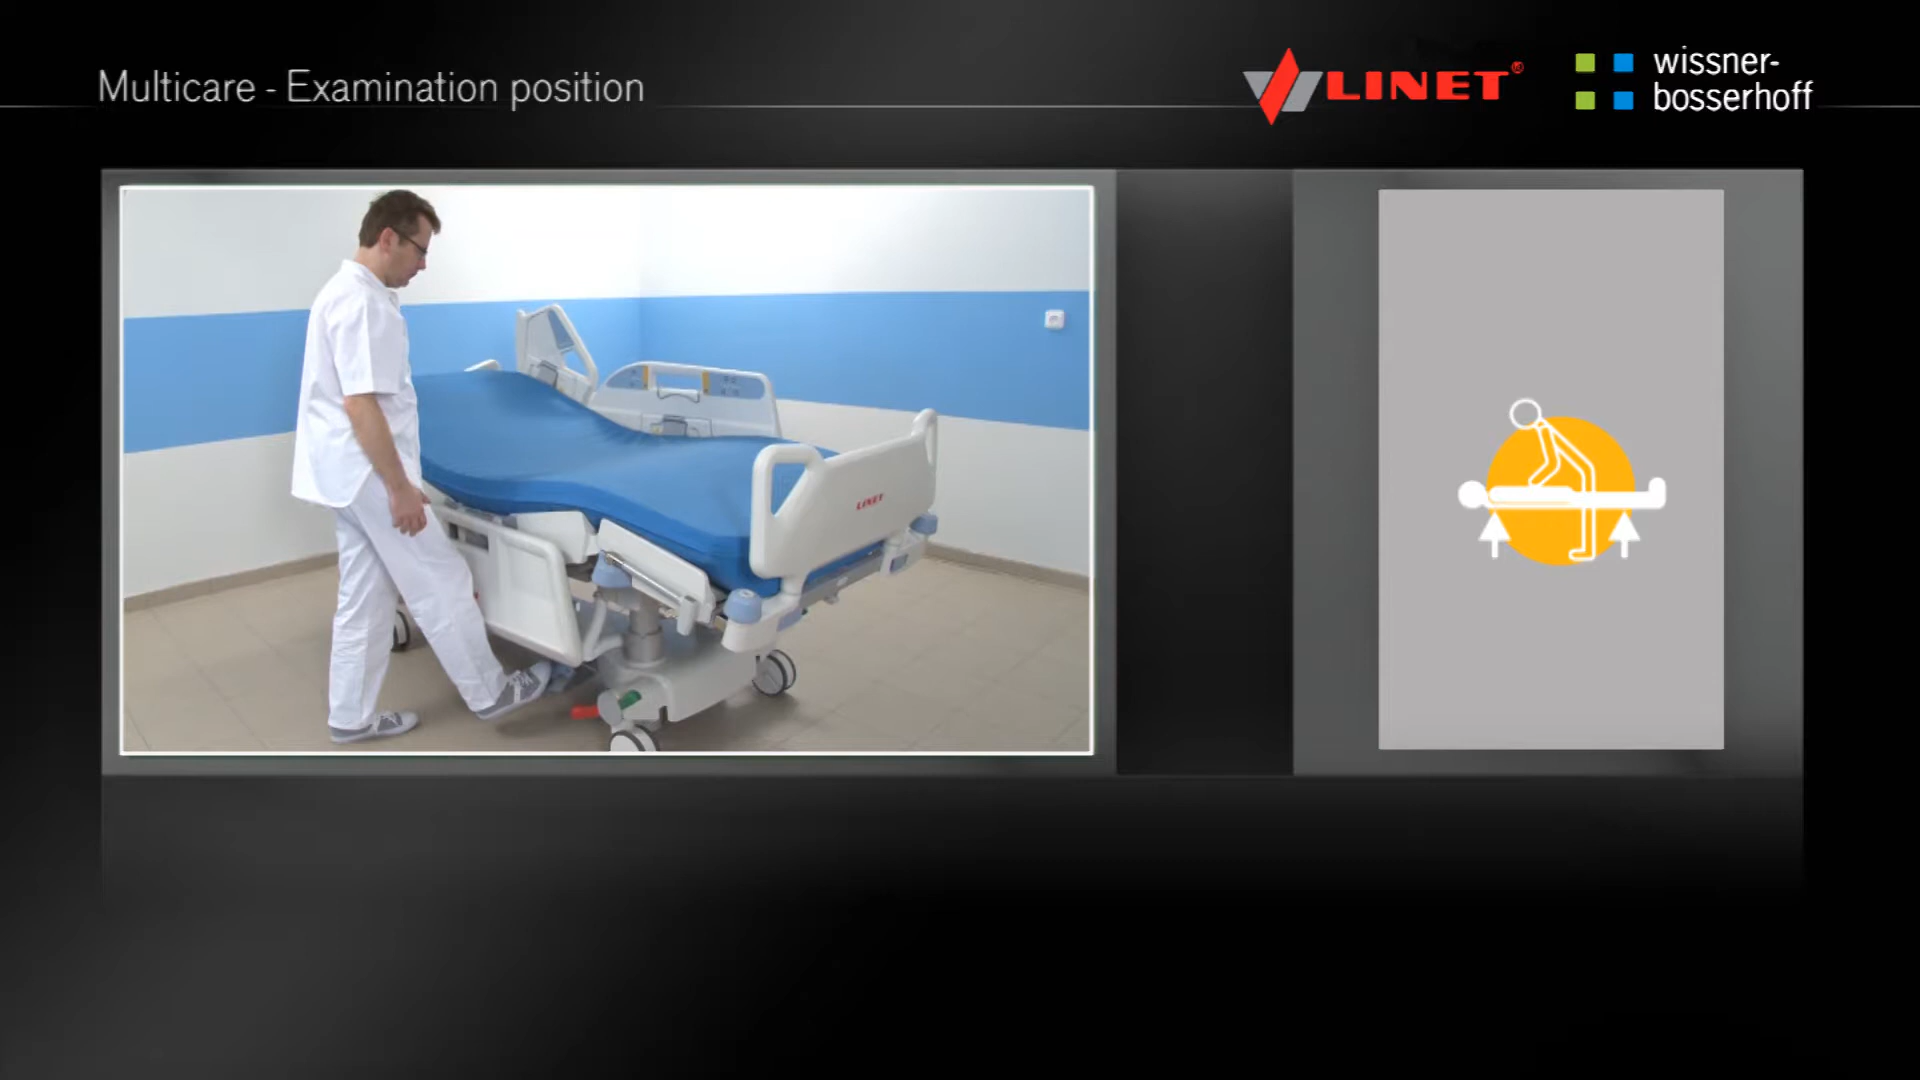 Multicare - Examination position
LINET®
wissner-
bosserhoff
LINET